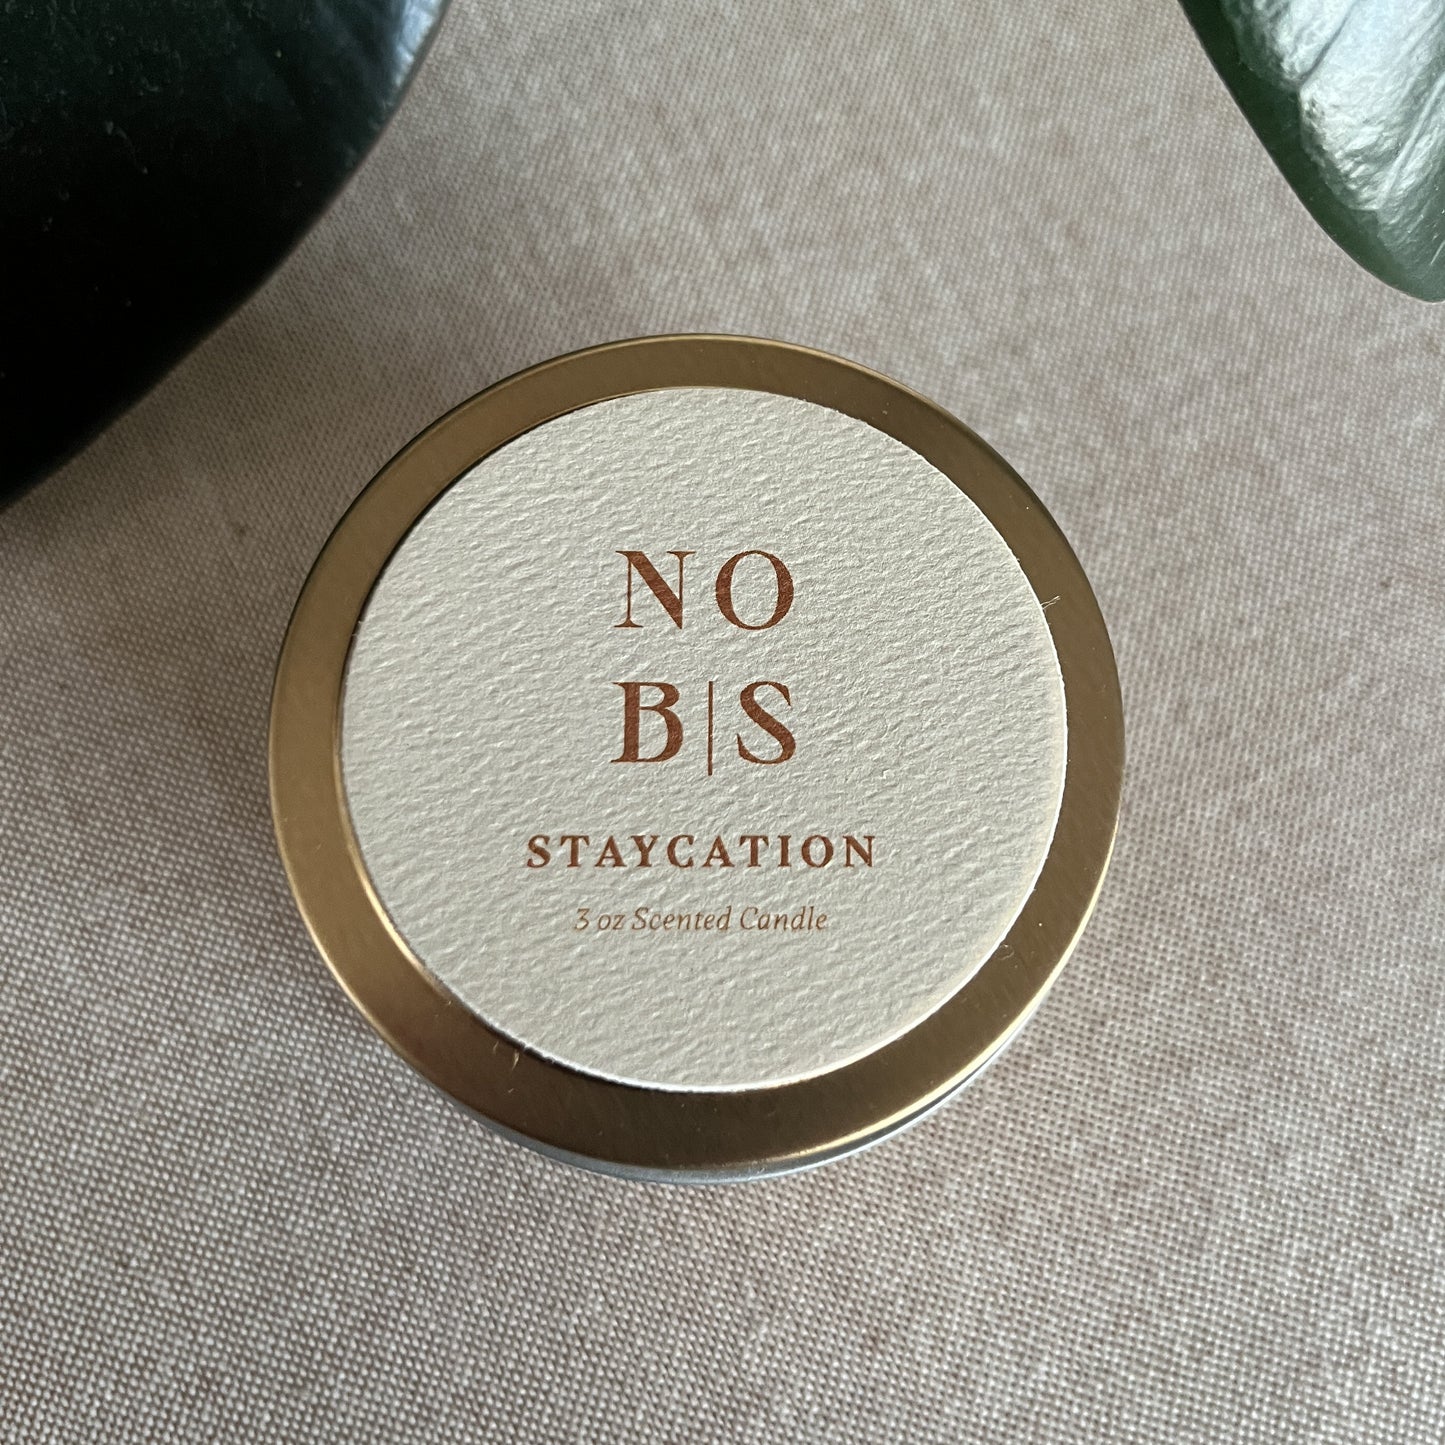 NO
B|S
STAYCATION
3 oz Scented Candle